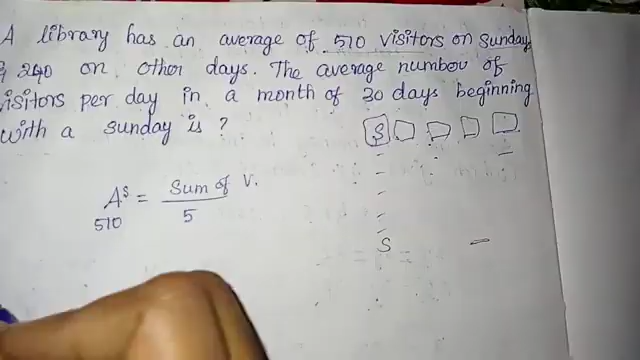 A library has an average of 510 visitors on Sunday
& 240 on other days. The average number of
visitors per day in a month of 30 days beginning
with a sunday is ?
S
A^S = Sum of V.
510 5
S